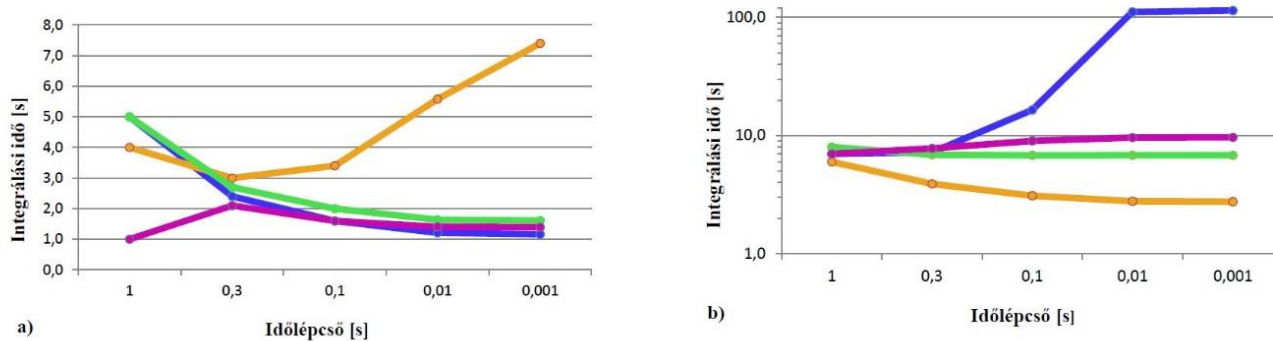 8,0
7,0
6,0
5,0
4,0
3,0
2,0
1,0
0,0
Integrálási idő [s]
1 0,3 0,1 0,01 0,001
Időlépcső [s]
a)
100,0
10,0
1,0
Integrálási idő [s]
1 0,3 0,1 0,01 0,001
Időlépcső [s]
b)